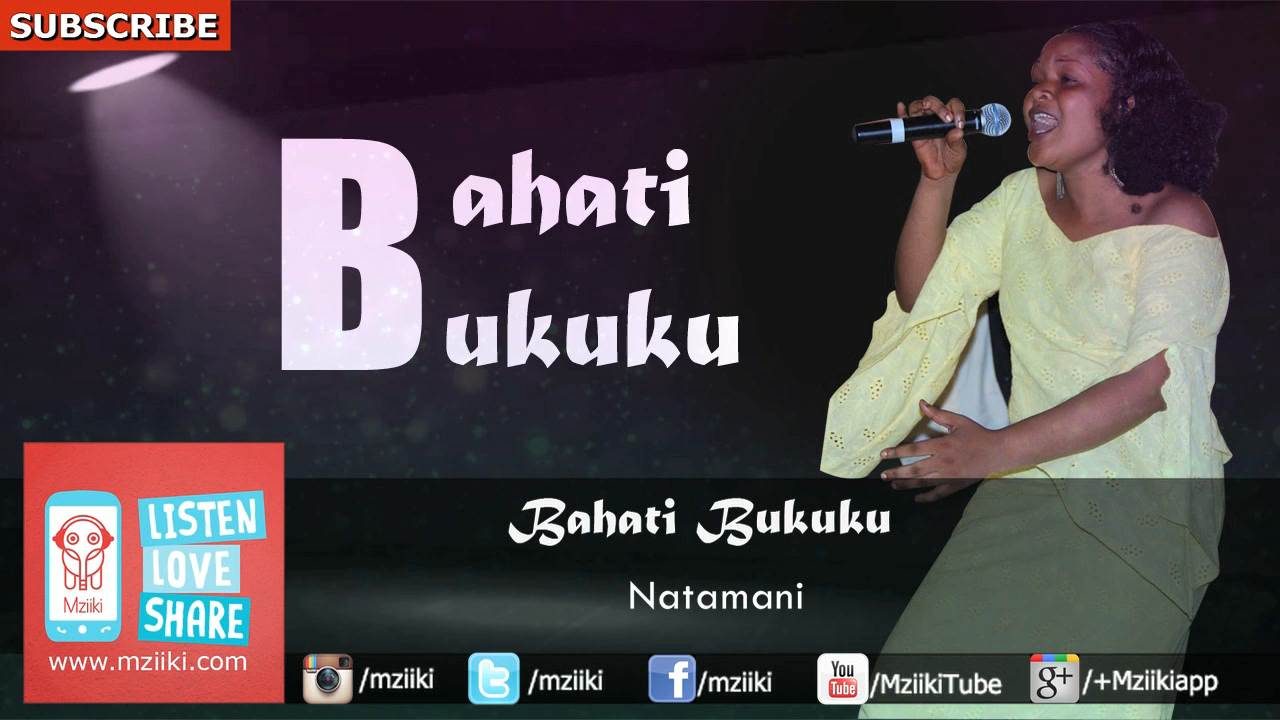 SUBSCRIBE
Bahati
Bukuku
LISTEN
LOVE
SHARE
Mziiki
www.mziiki.com
Bahati Bukuku
Natamani
/mziiki
/mziiki
f/mziiki
You Tube/MziikiTube
g+/+Mziikiapp